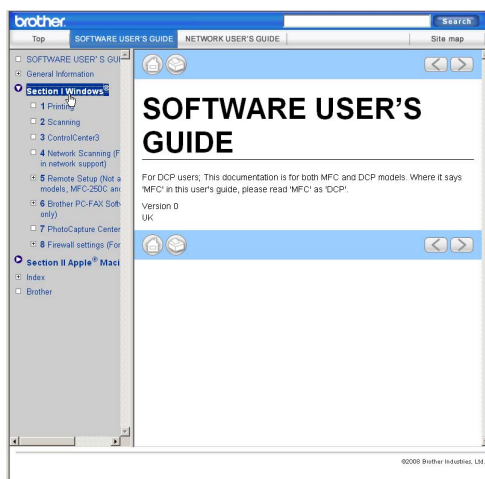 brother.
Search
Top
SOFTWARE USER'S GUIDE
NETWORK USER'S GUIDE
Site map
SOFTWARE USER' S GUI
General Information
Section I Windows®
1 Printing
2 Scanning
3 ControlCenter3
4 Network Scanning (F
in network support)
5 Remote Setup (Not a
models, MFC-250C and
6 Brother PC-FAX Softw
only)
7 PhotoCapture Center
8 Firewall settings (For
Section II Apple® Maci
Index
Brother
SOFTWARE USER'S
GUIDE
For DCP users; This documentation is for both MFC and DCP models. Where it says
'MFC' in this user's guide, please read 'MFC' as 'DCP'.
Version 0
UK
©2008 Brother Industries, Ltd.